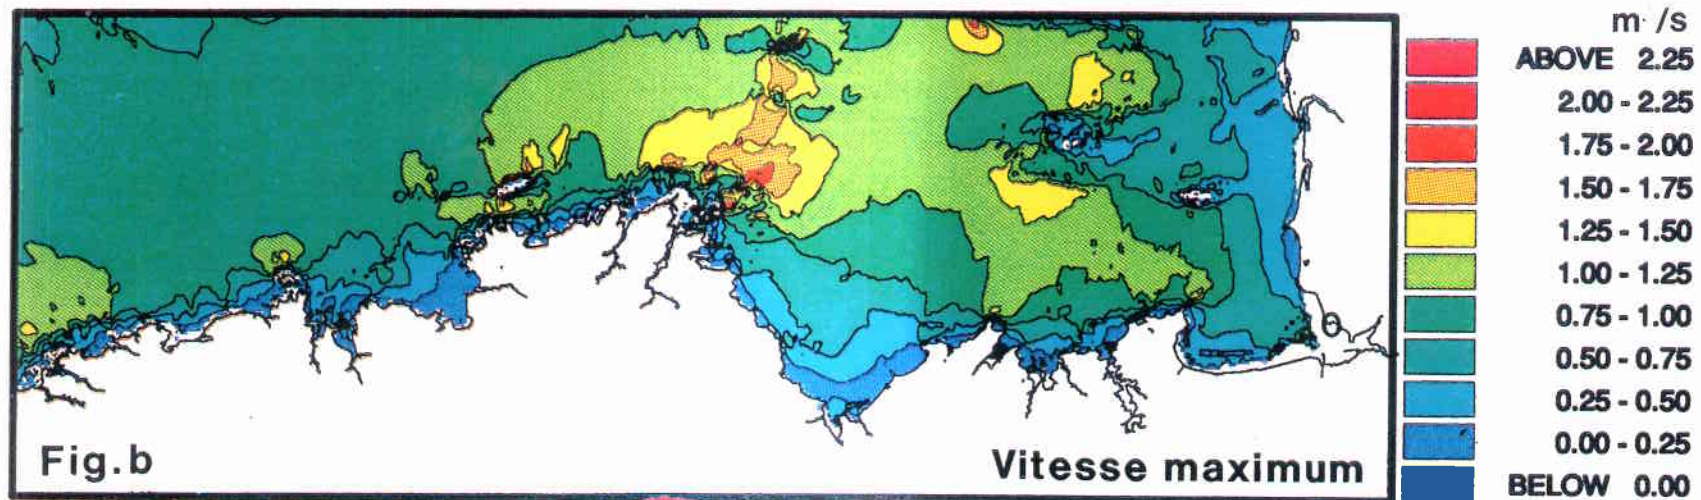 m /s
ABOVE 2.25
2.00 - 2.25
1.75 - 2.00
1.50 - 1.75
1.25 - 1.50
1.00 - 1.25
0.75 - 1.00
0.50 - 0.75
0.25 - 0.50
0.00 - 0.25
BELOW 0.00
Fig.b
Vitesse maximum